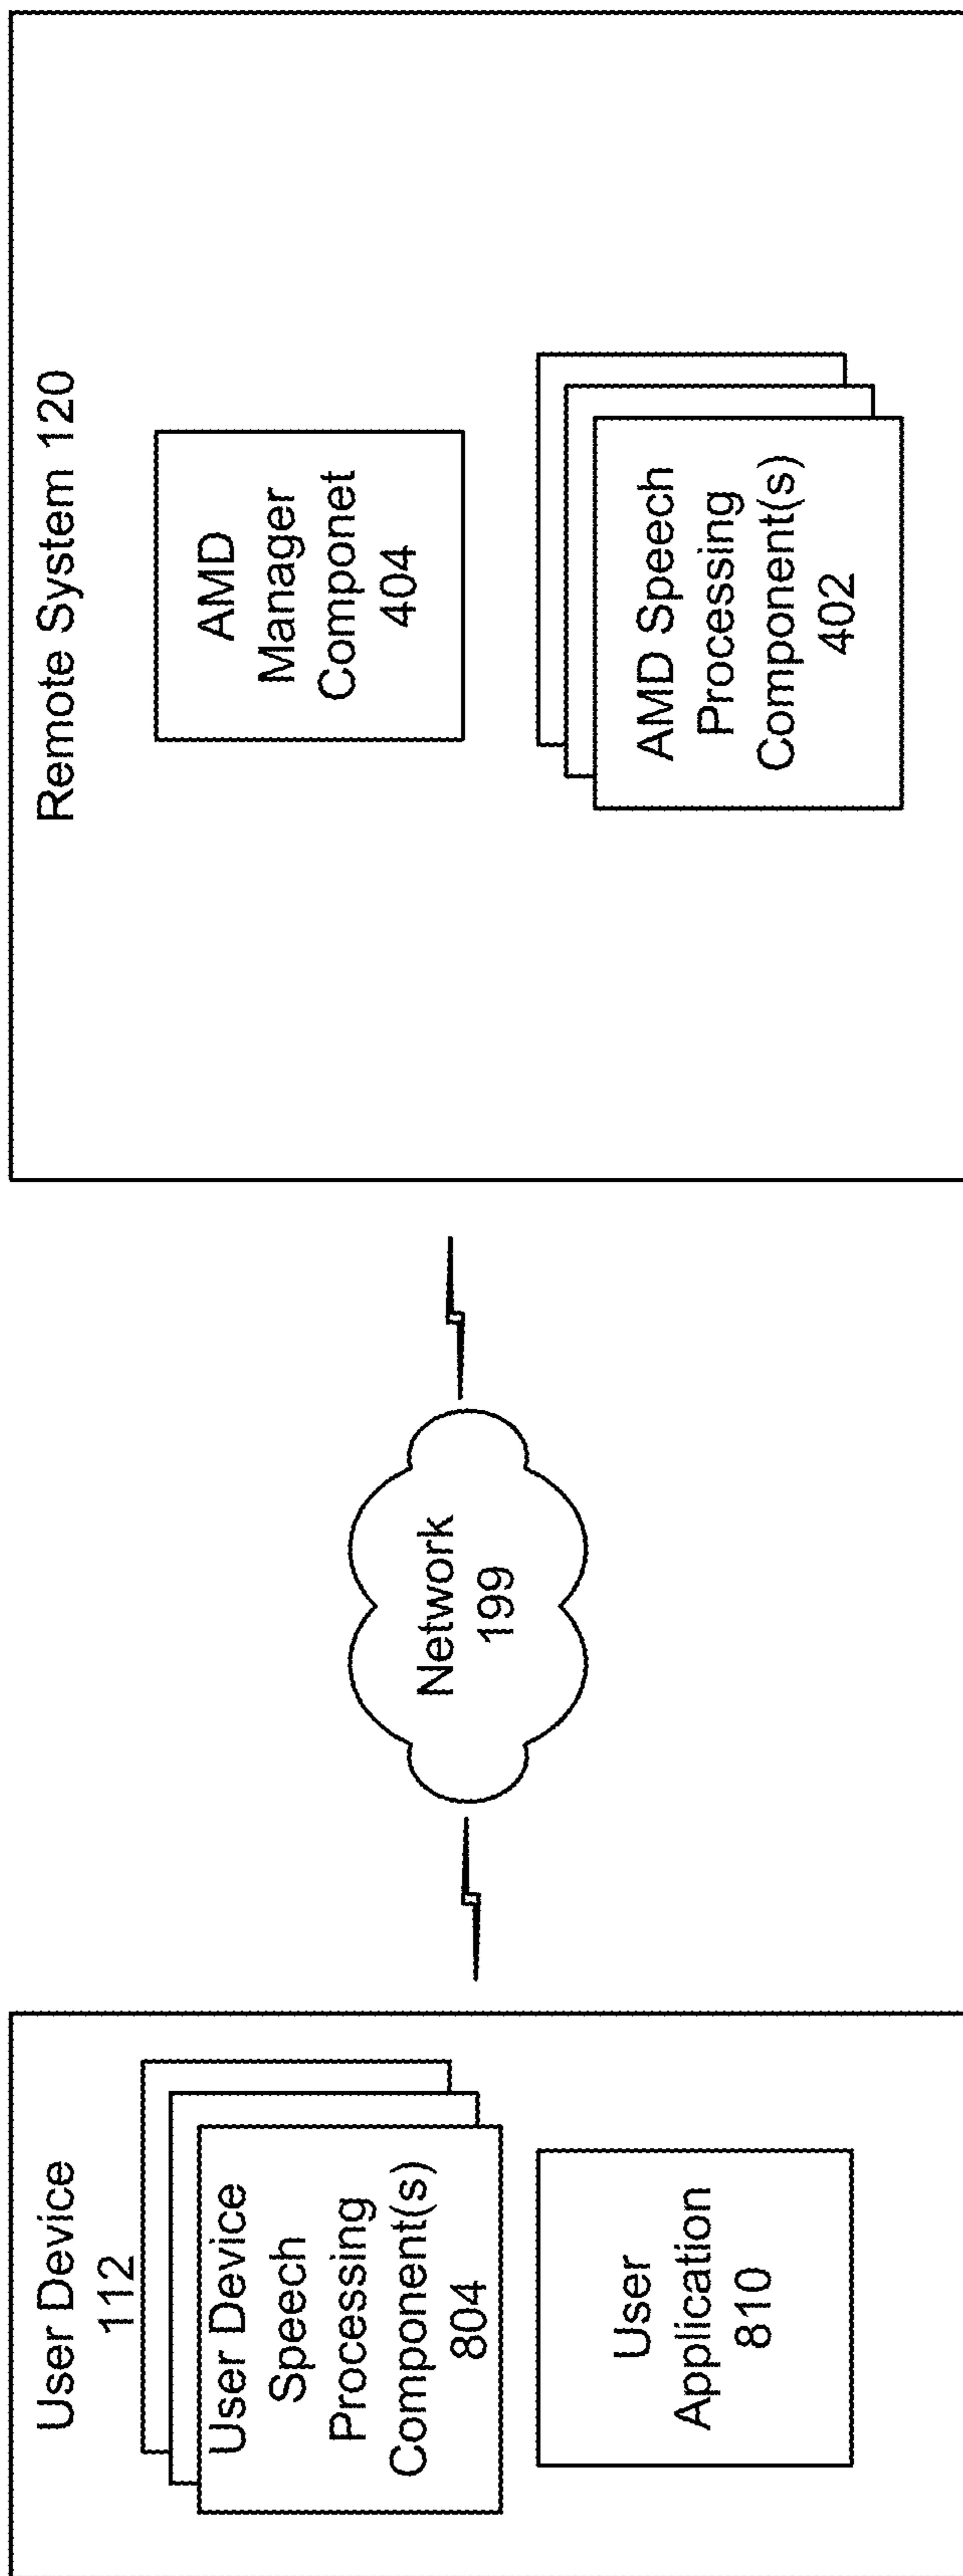 User Device
112
User Device
Speech
Processing
Component(s)
804
User
Application
810
Network
199
Remote System 120
AMD
Manager
Componet
404
AMD Speech
Processing
Component(s)
402